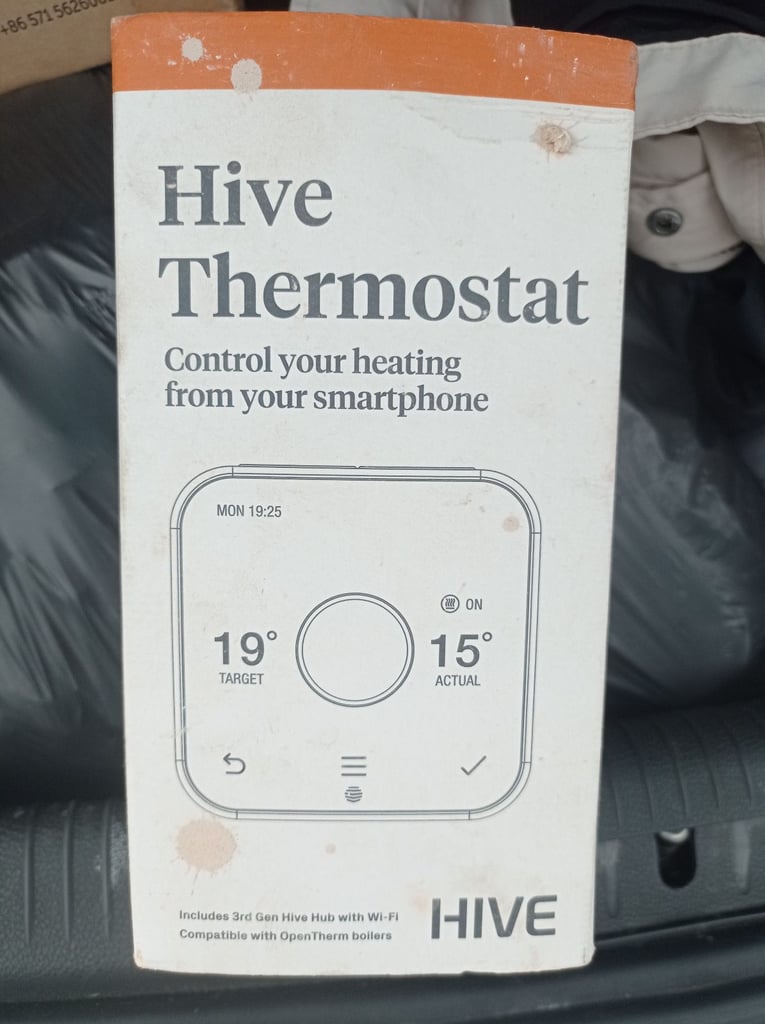 Hive
Thermostat
Control your heating
from your smartphone
MON 19:25
ON
19° 15°
TARGET ACTUAL
Includes 3rd Gen Hive Hub with Wi-Fi
Compatible with OpenTherm boilers
HIVE